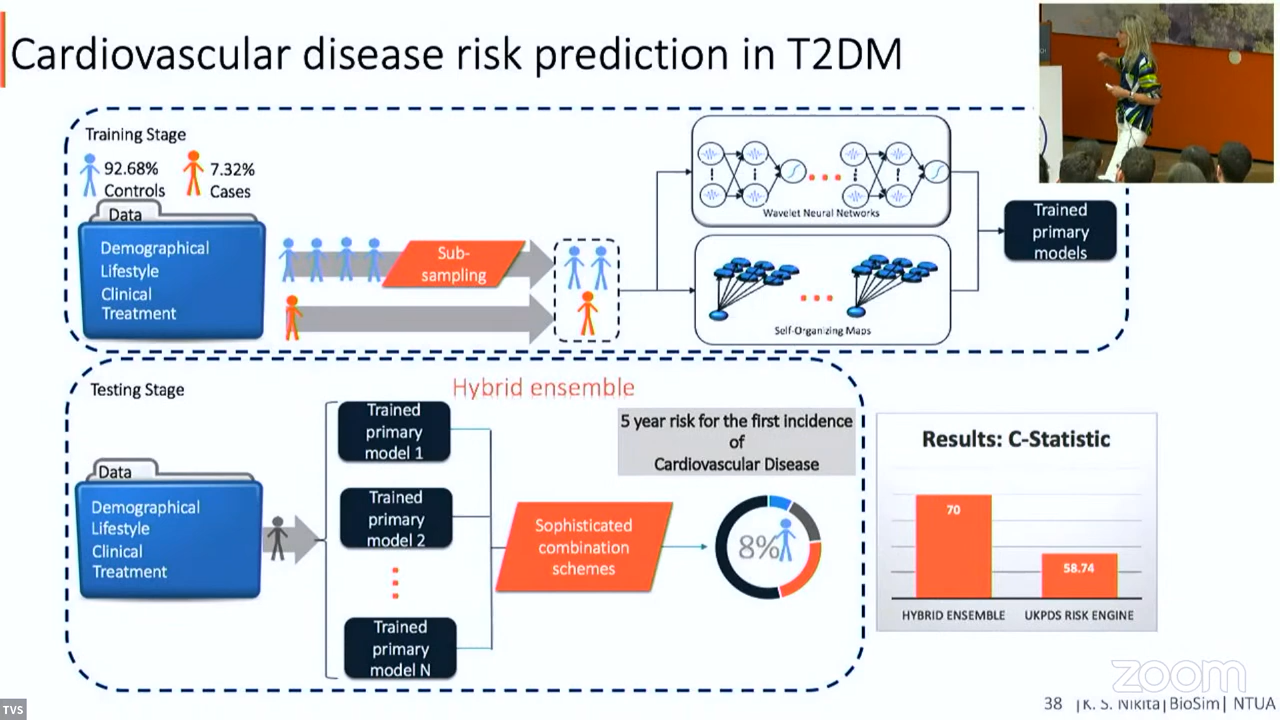 Cardiovascular disease risk prediction in T2DM
Training Stage
92.68%
Controls
7.32%
Cases
Data
Demographical
Lifestyle
Clinical
Treatment
Sub-
sampling
Wavelet Neural Networks
Self-Organizing Maps
Trained
primary
models
Testing Stage
Hybrid ensemble
Data
Demographical
Lifestyle
Clinical
Treatment
Trained
primary
model 1
Trained
primary
model 2
Trained
primary
model N
Sophisticated
combination
schemes
5 year risk for the first incidence
of
Cardiovascular Disease
8%
Results: C-Statistic
70
58.74
HYBRID ENSEMBLE
UKPDS RISK ENGINE
zoom
38 |K. S. Nikita| BioSim| NTUA
TVS